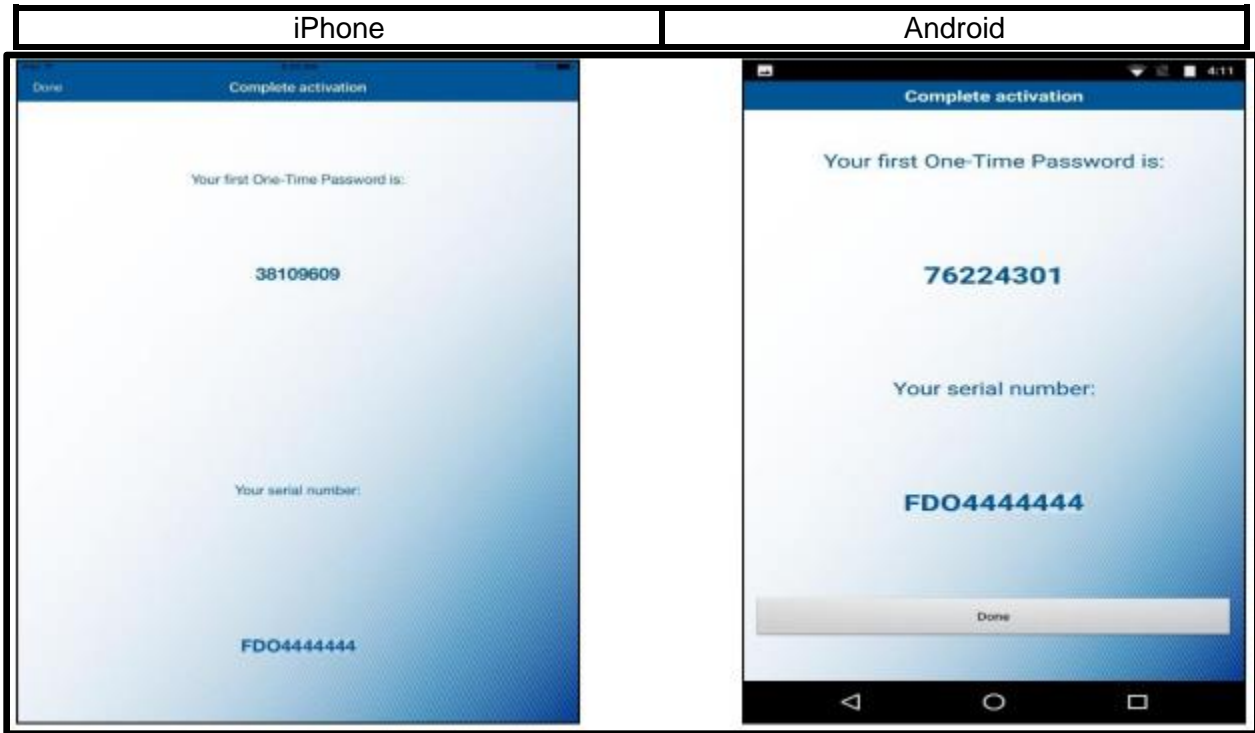 iPhone
Android
Done
Complete activation
Your first One-Time Password is:
38109609
Your serial number:
FDO4444444
4:11
Complete activation
Your first One-Time Password is:
76224301
Your serial number:
FDO4444444
Done